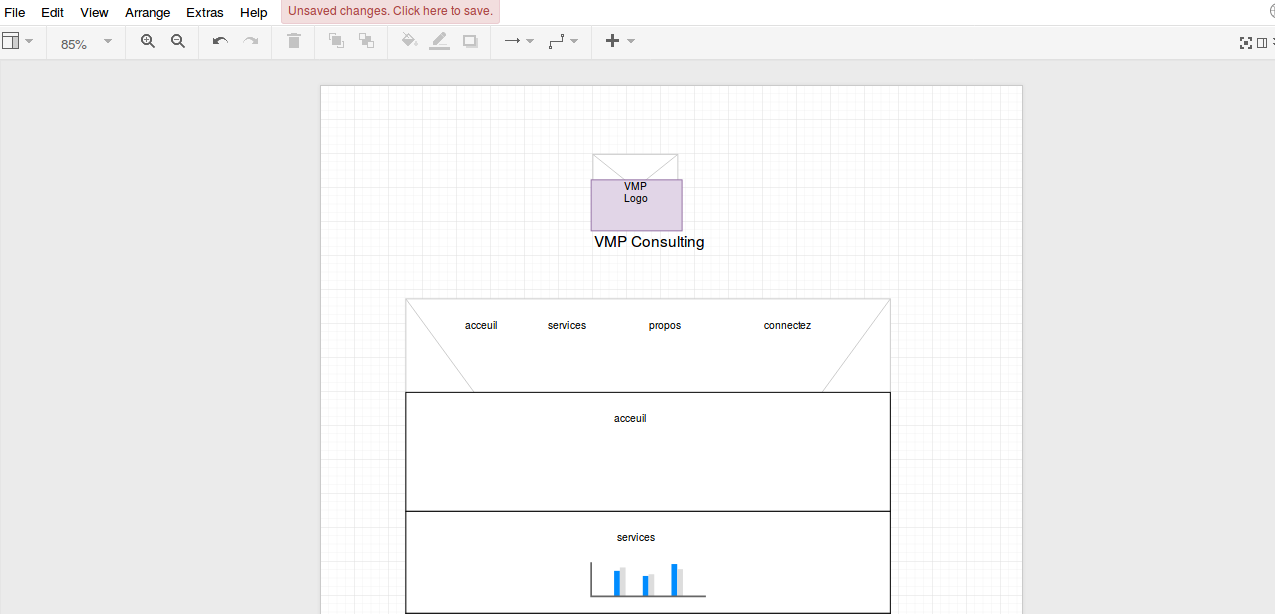 File Edit View Arrange Extras Help Unsaved changes. Click here to save.
85%
VMP
Logo
VMP Consulting
acceuil services propos connectez
acceuil
services